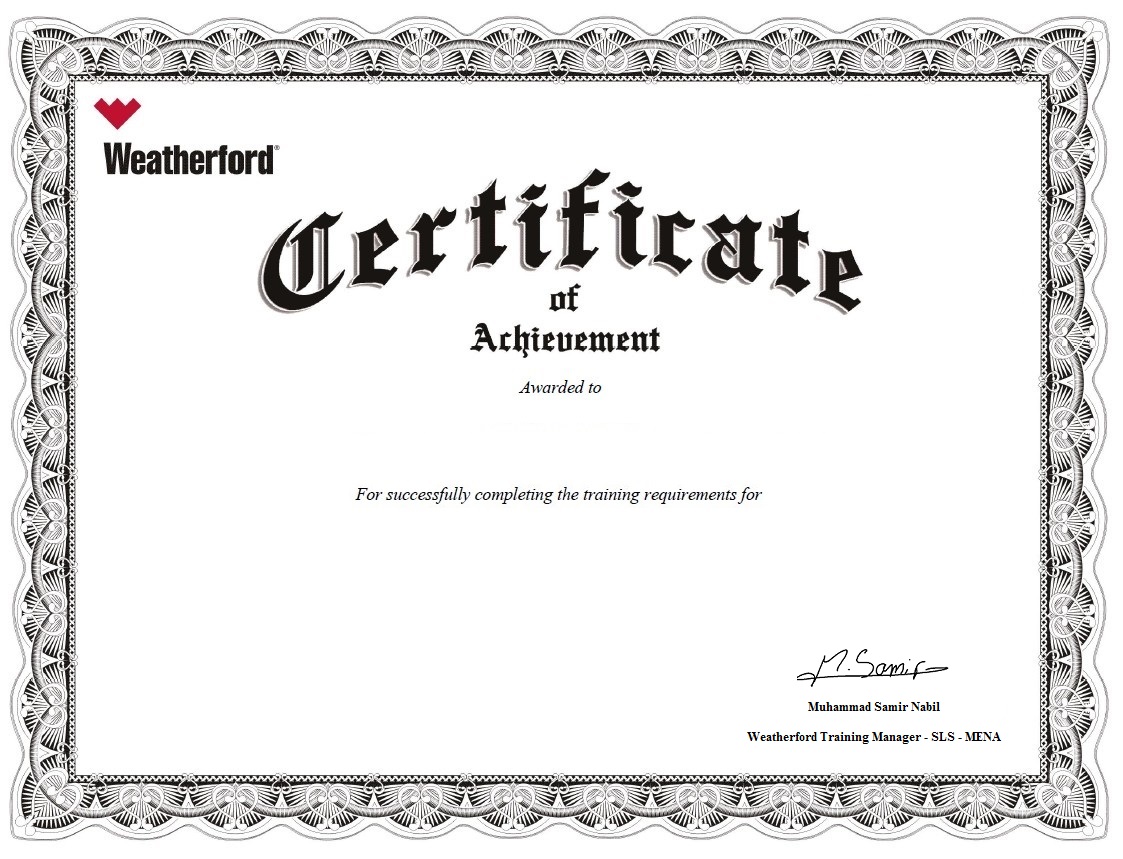 Weatherford®
Certificate
of
Achievement
Awarded to
For successfully completing the training requirements for
M. Samir
Muhammad Samir Nabil
Weatherford Training Manager - SLS - MENA